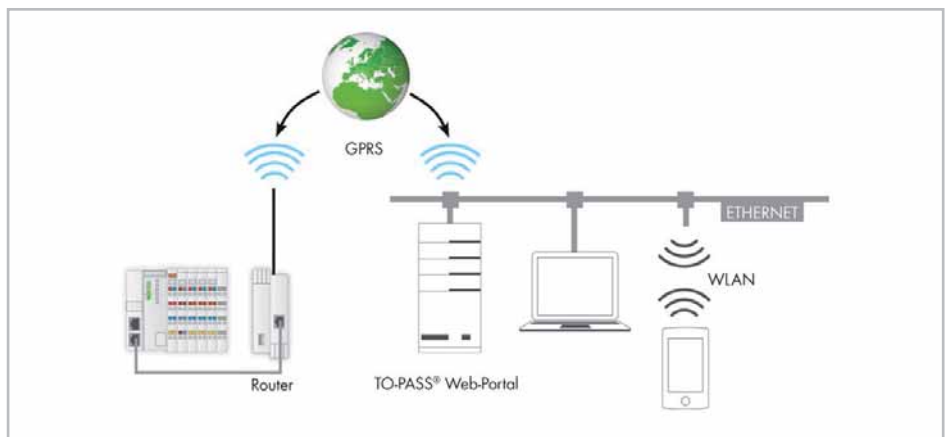 GPRS
ETHERNET
WLAN
Router
TO-PASS® Web-Portal